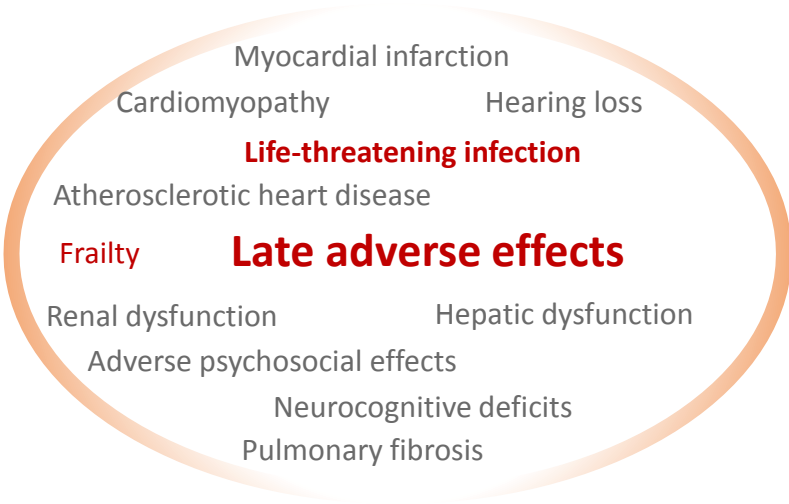 Myocardial infarction
Cardiomyopathy
Hearing loss
Life-threatening infection
Atherosclerotic heart disease
Frailty
Late adverse effects
Renal dysfunction
Hepatic dysfunction
Adverse psychosocial effects
Neurocognitive deficits
Pulmonary fibrosis